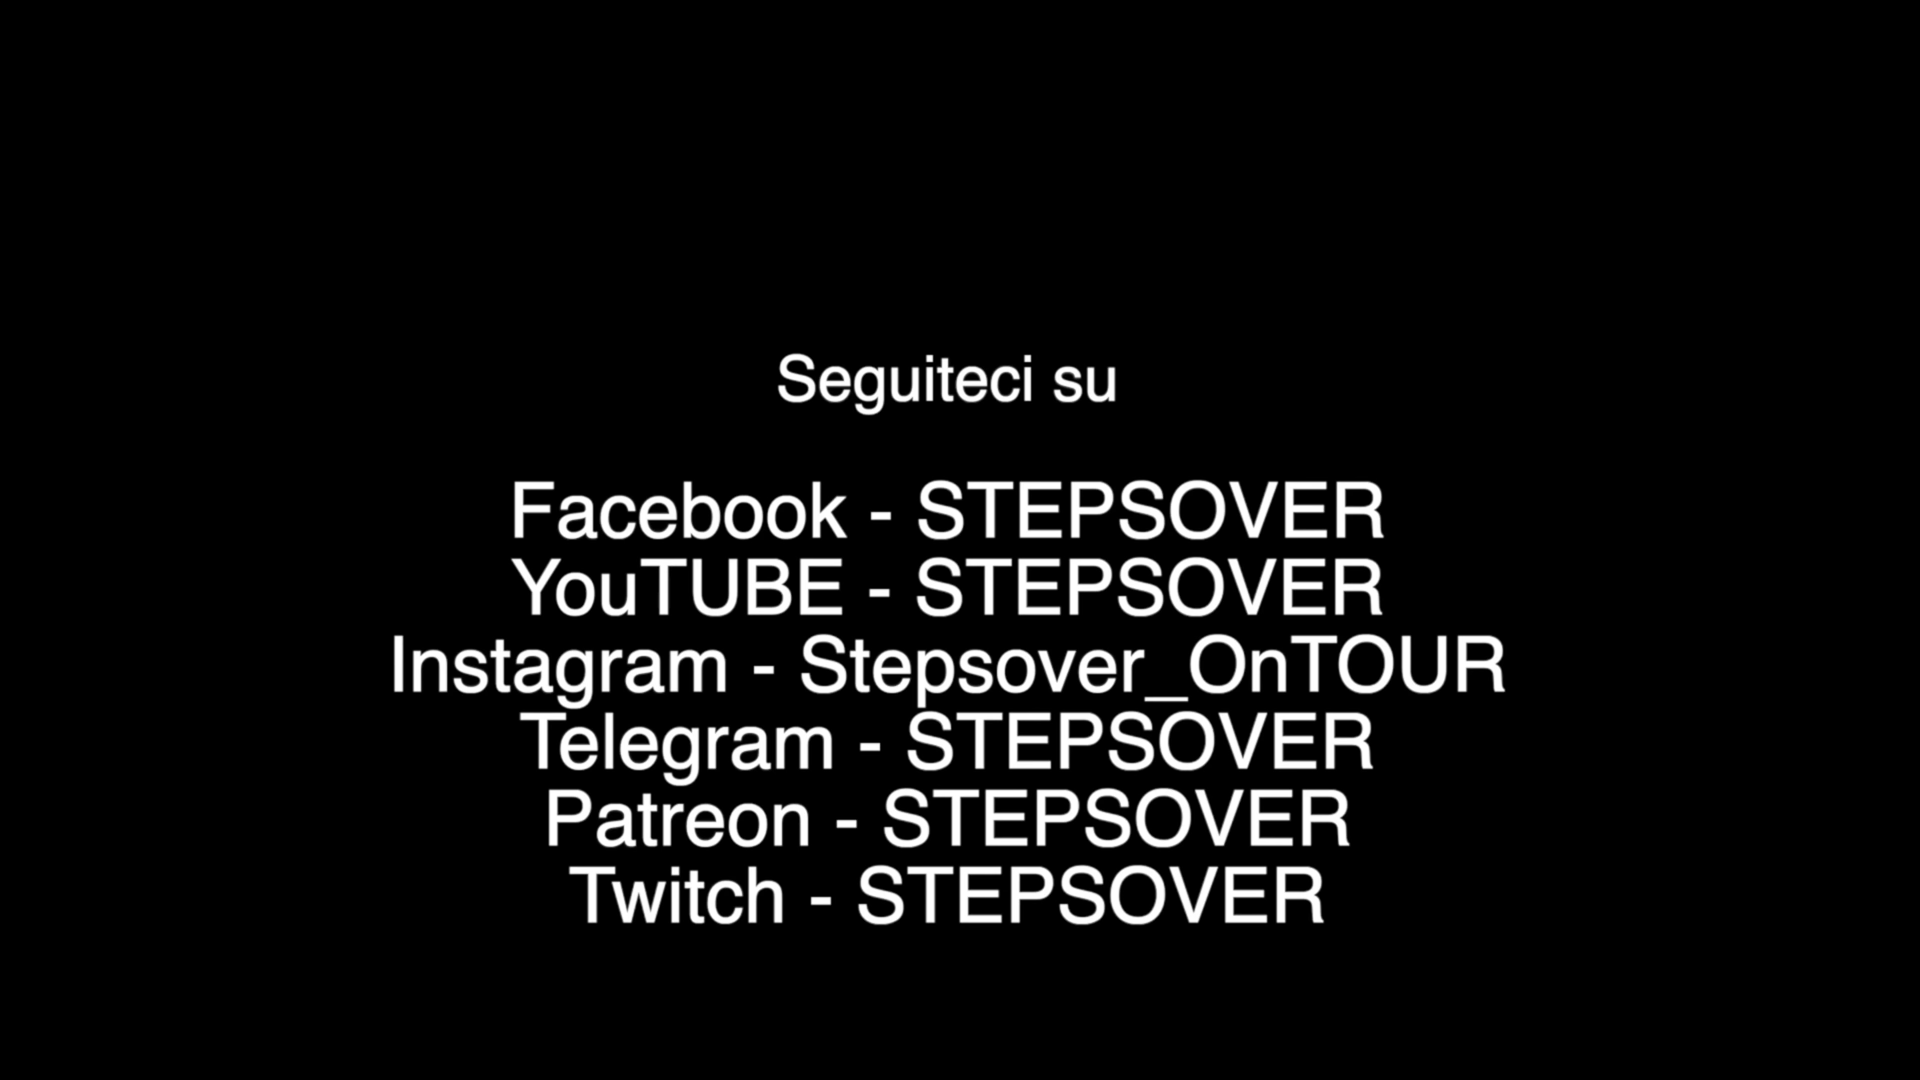 Seguiteci su
Facebook - STEPSOVER
YouTUBE - STEPSOVER
Instagram - Stepsover_OnTOUR
Telegram - STEPSOVER
Patreon - STEPSOVER
Twitch - STEPSOVER